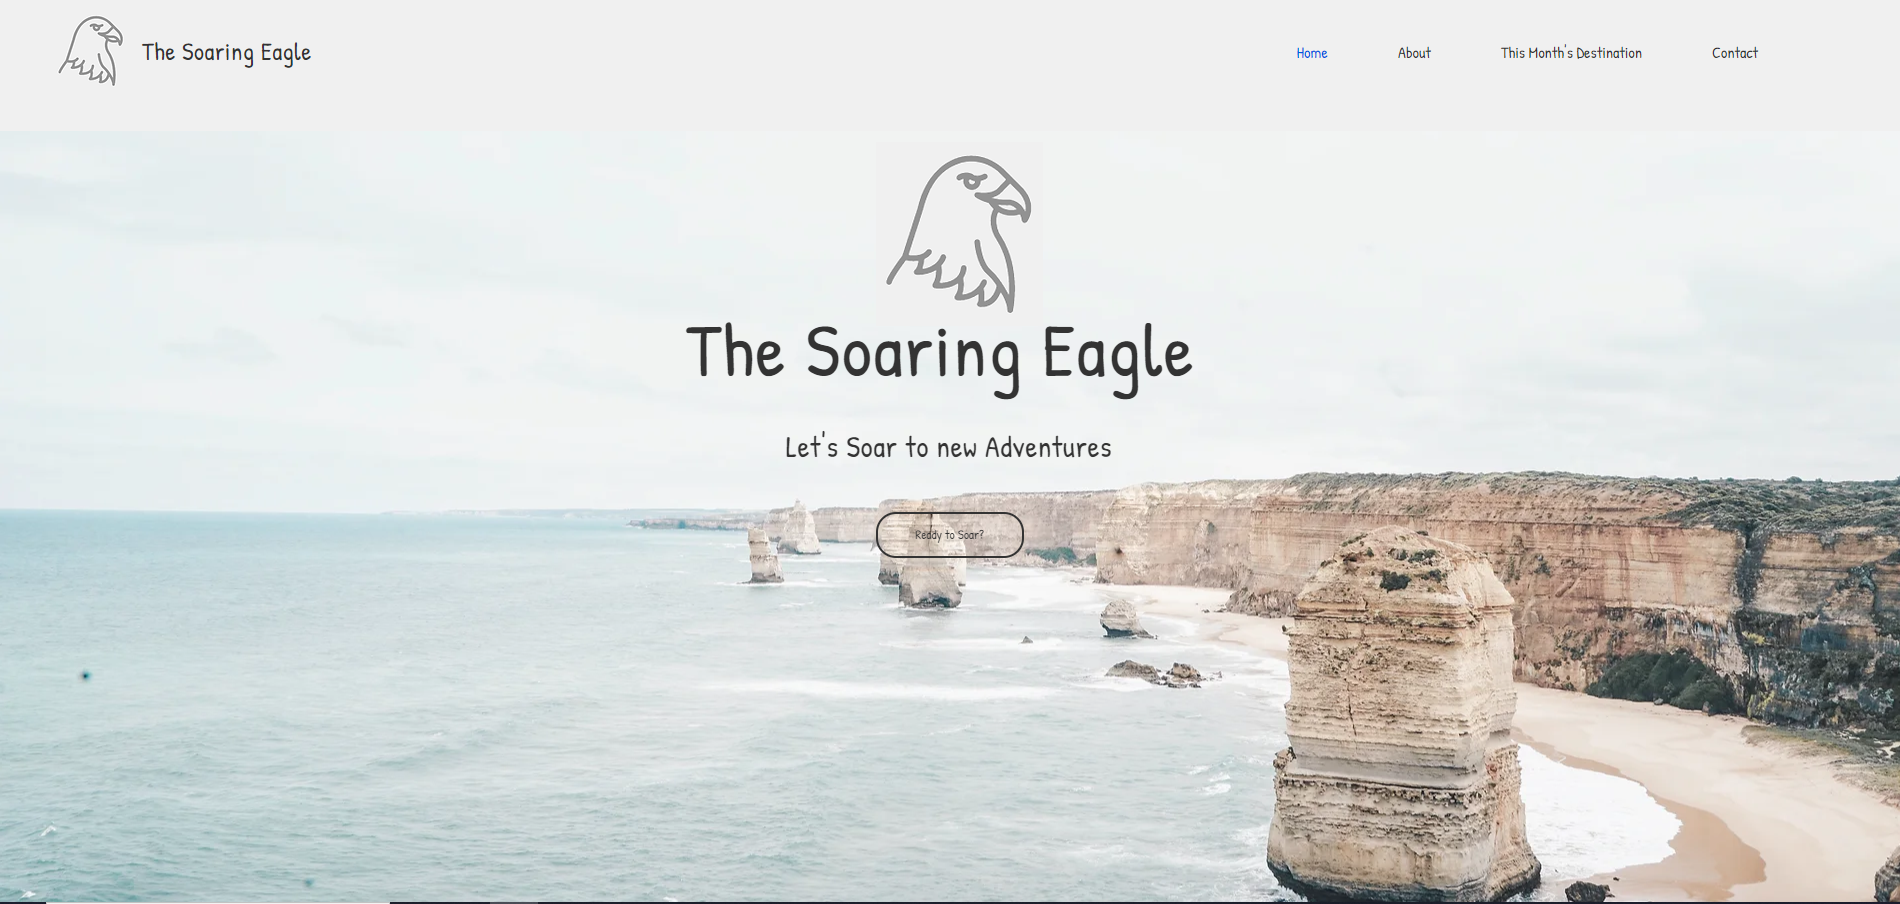 The Soaring Eagle
Home About This Month's Destination Contact
The Soaring Eagle
Let's Soar to new Adventures
Ready to Soar?